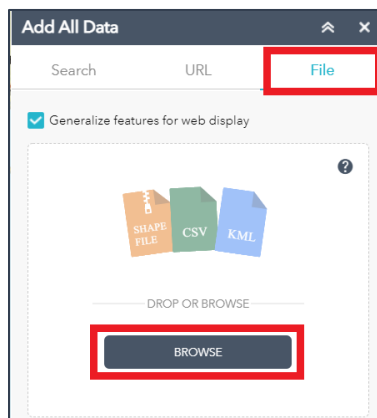 Add All Data
Search URL File
Generalize features for web display
SHAPE
FILE
CSV
KML
DROP OR BROWSE
BROWSE